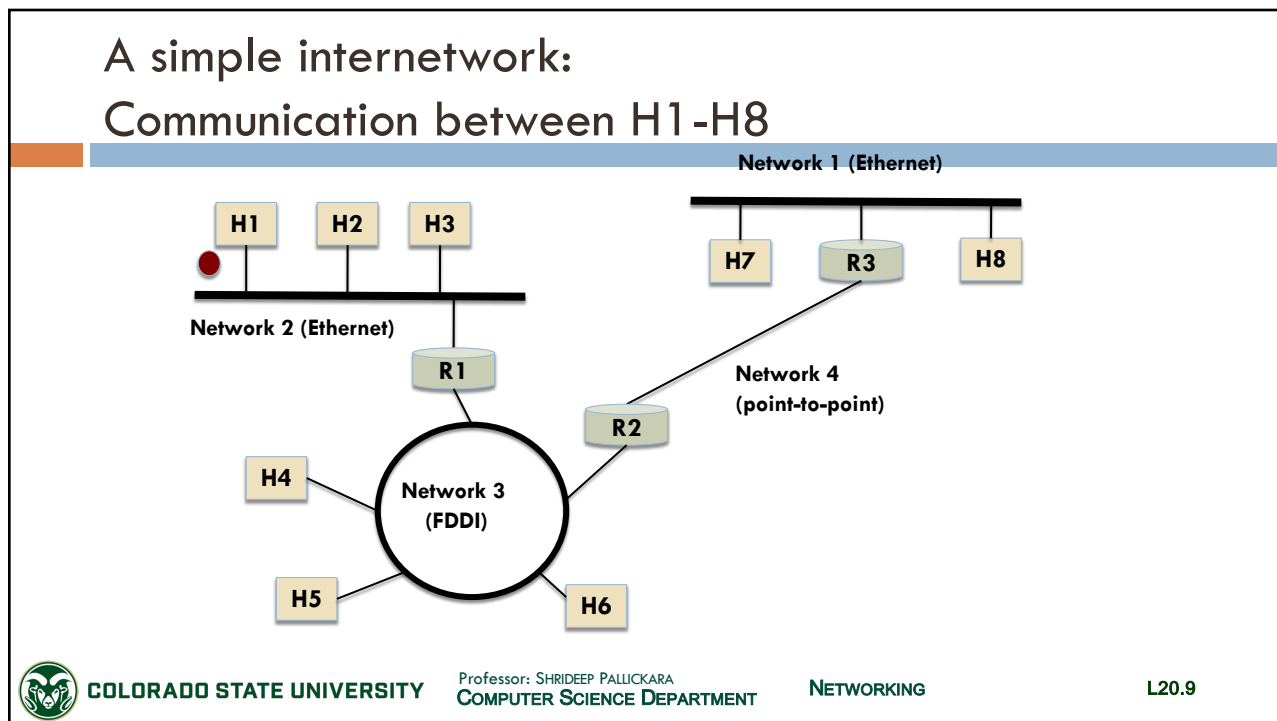 A simple internetwork:
Communication between H1-H8
Network 1 (Ethernet)
H1
H2
H3
H7
R3
H8
Network 2 (Ethernet)
R1
Network 4
(point-to-point)
R2
H4
Network 3
(FDDI)
H5
H6
COLORADO STATE UNIVERSITY
Professor: SHRIDEEP PALLICKARA
COMPUTER SCIENCE DEPARTMENT
NETWORKING
L20.9